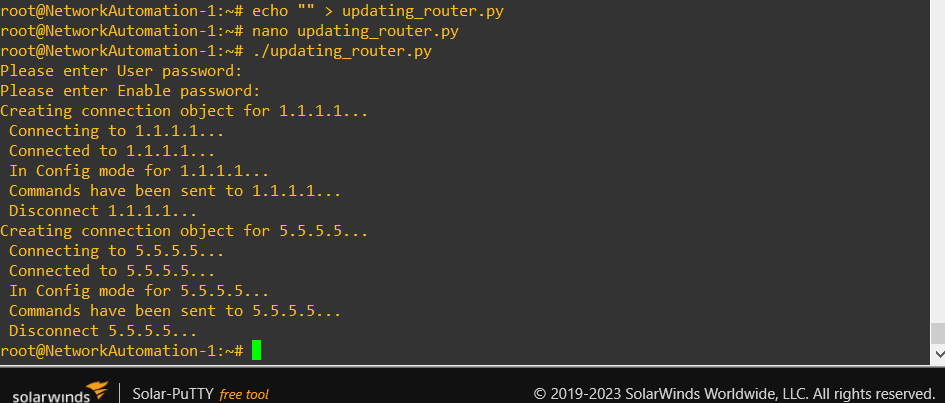 root@NetworkAutomation-1:~# echo "" > updating_router.py
root@NetworkAutomation-1:~# nano updating_router.py
root@NetworkAutomation-1:~# ./updating_router.py
Please enter User password:
Please enter Enable password:
Creating connection object for 1.1.1.1...
 Connecting to 1.1.1.1...
 Connected to 1.1.1.1...
 In Config mode for 1.1.1.1...
 Commands have been sent to 1.1.1.1...
 Disconnect 1.1.1.1...
Creating connection object for 5.5.5.5...
 Connecting to 5.5.5.5...
 Connected to 5.5.5.5...
 In Config mode for 5.5.5.5...
 Commands have been sent to 5.5.5.5...
 Disconnect 5.5.5.5...
root@NetworkAutomation-1:~#
solarwinds | Solar-PuTTY free tool © 2019-2023 SolarWinds Worldwide, LLC. All rights reserved.